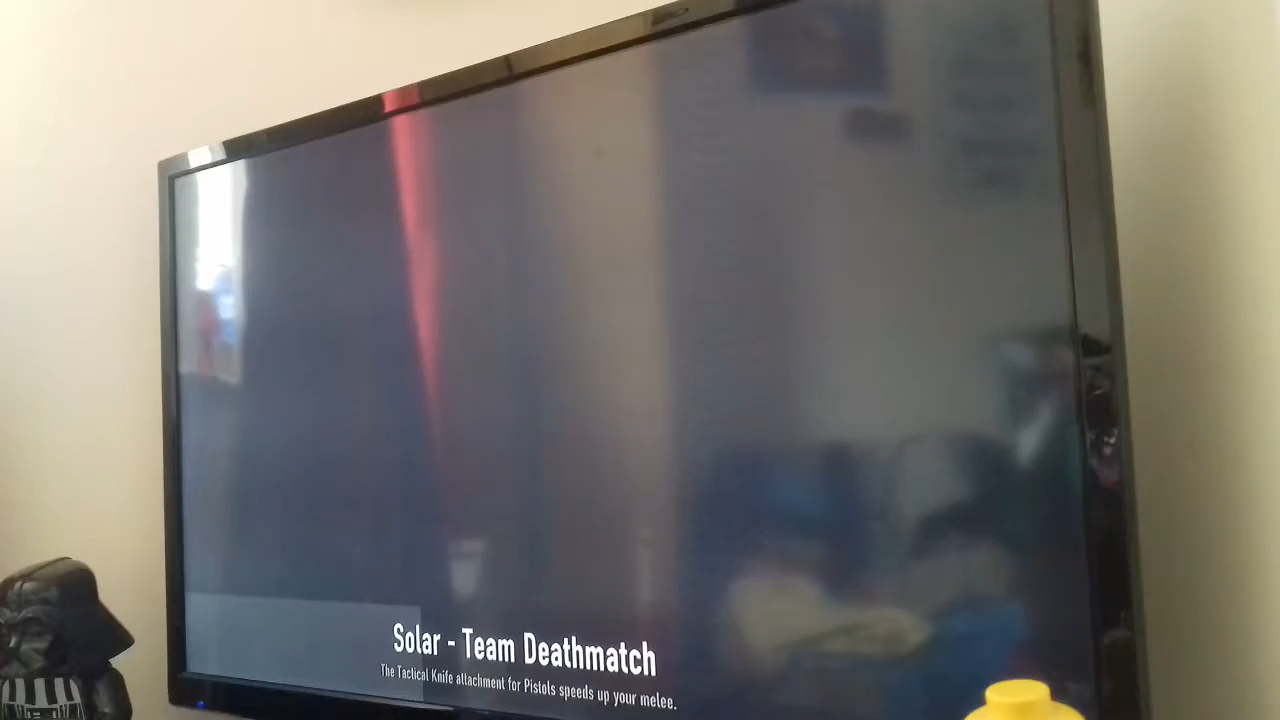 Solar - Team Deathmatch
The Tactical Knife attachment for Pistols speeds up your melee.